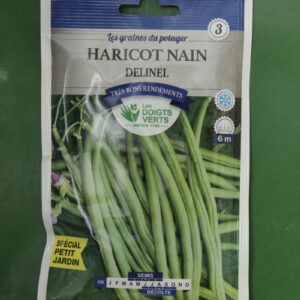 Les graines du potager
3
HARICOT NAIN
DELINEL
TRÈS BONS RENDEMENTS
Les
DOIGTS
VERTS
6 m
SPÉCIAL
PETIT
JARDIN
SEMIS
J F M A M J J A S O N D
RÉCOLTE